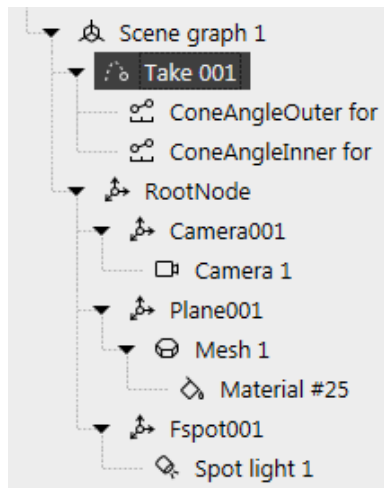 Scene graph 1
Take 001
ConeAngleOuter for
ConeAngleInner for
RootNode
Camera001
Camera 1
Plane001
Mesh 1
Material #25
Fspot001
Spot light 1